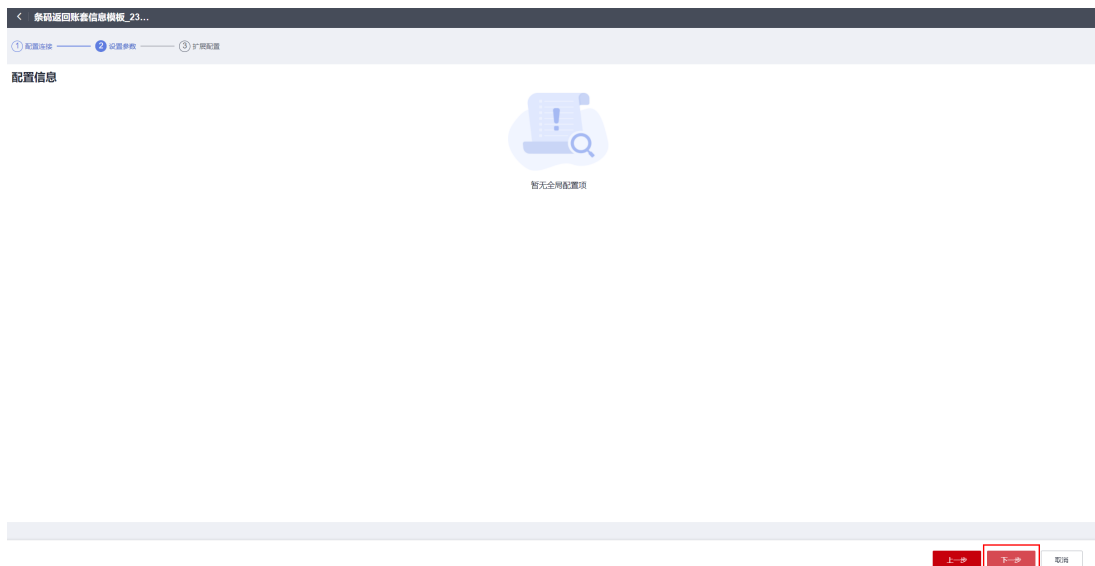 条码返回账套信息模板_23...
1 配置连接 2 设置参数 3 扩展配置
配置信息
暂无全局配置项
上一步 下一步 取消